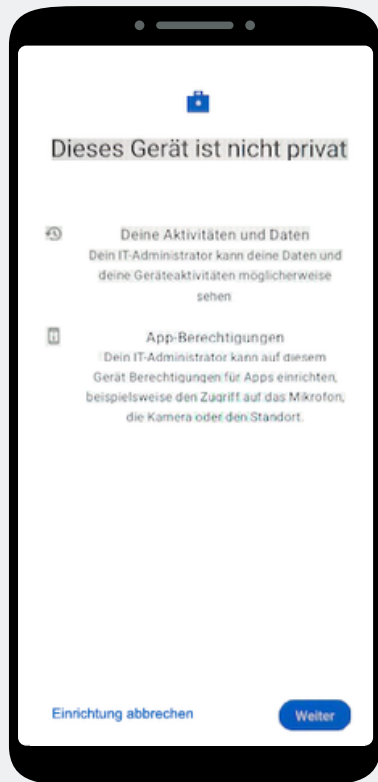 Dieses Gerät ist nicht privat
Deine Aktivitäten und Daten
Dein IT-Administrator kann deine Daten und
deine Geräteaktivitäten möglicherweise
sehen
App-Berechtigungen
Dein IT-Administrator kann auf diesem
Gerät Berechtigungen für Apps einrichten,
beispielsweise den Zugriff auf das Mikrofon,
die Kamera oder den Standort.
Einrichtung abbrechen
Weiter